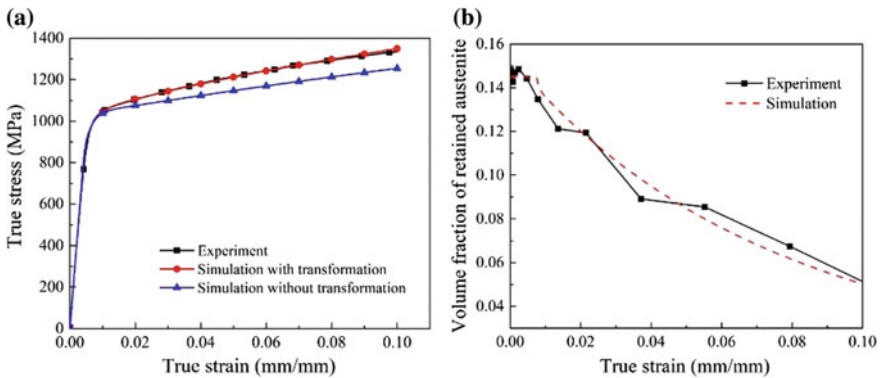 (a)
True stress (MPa)
1400
1200
1000
800
600
400
200
0
0.00 0.02 0.04 0.06 0.08 0.10
True strain (mm/mm)
Experiment
Simulation with transformation
Simulation without transformation
(b)
Volume fraction of retained austenite
0.16
0.14
0.12
0.10
0.08
0.06
0.04
0.00 0.02 0.04 0.06 0.08 0.10
True strain (mm/mm)
Experiment
Simulation